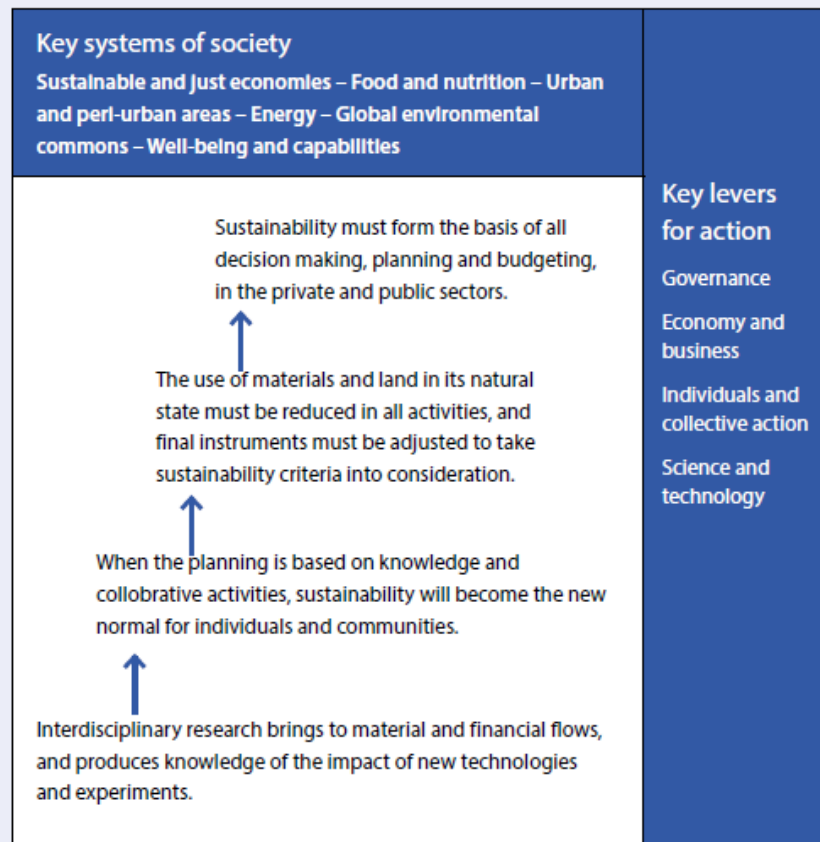 Key systems of society
Sustainable and just economies – Food and nutrition – Urban
and peri-urban areas – Energy – Global environmental
commons – Well-being and capabilities
Sustainability must form the basis of all
decision making, planning and budgeting,
in the private and public sectors.
The use of materials and land in its natural
state must be reduced in all activities, and
final instruments must be adjusted to take
sustainability criteria into consideration.
When the planning is based on knowledge and
collobrative activities, sustainability will become the new
normal for individuals and communities.
Interdisciplinary research brings to material and financial flows,
and produces knowledge of the impact of new technologies
and experiments.
Key levers
for action
Governance
Economy and
business
Individuals and
collective action
Science and
technology